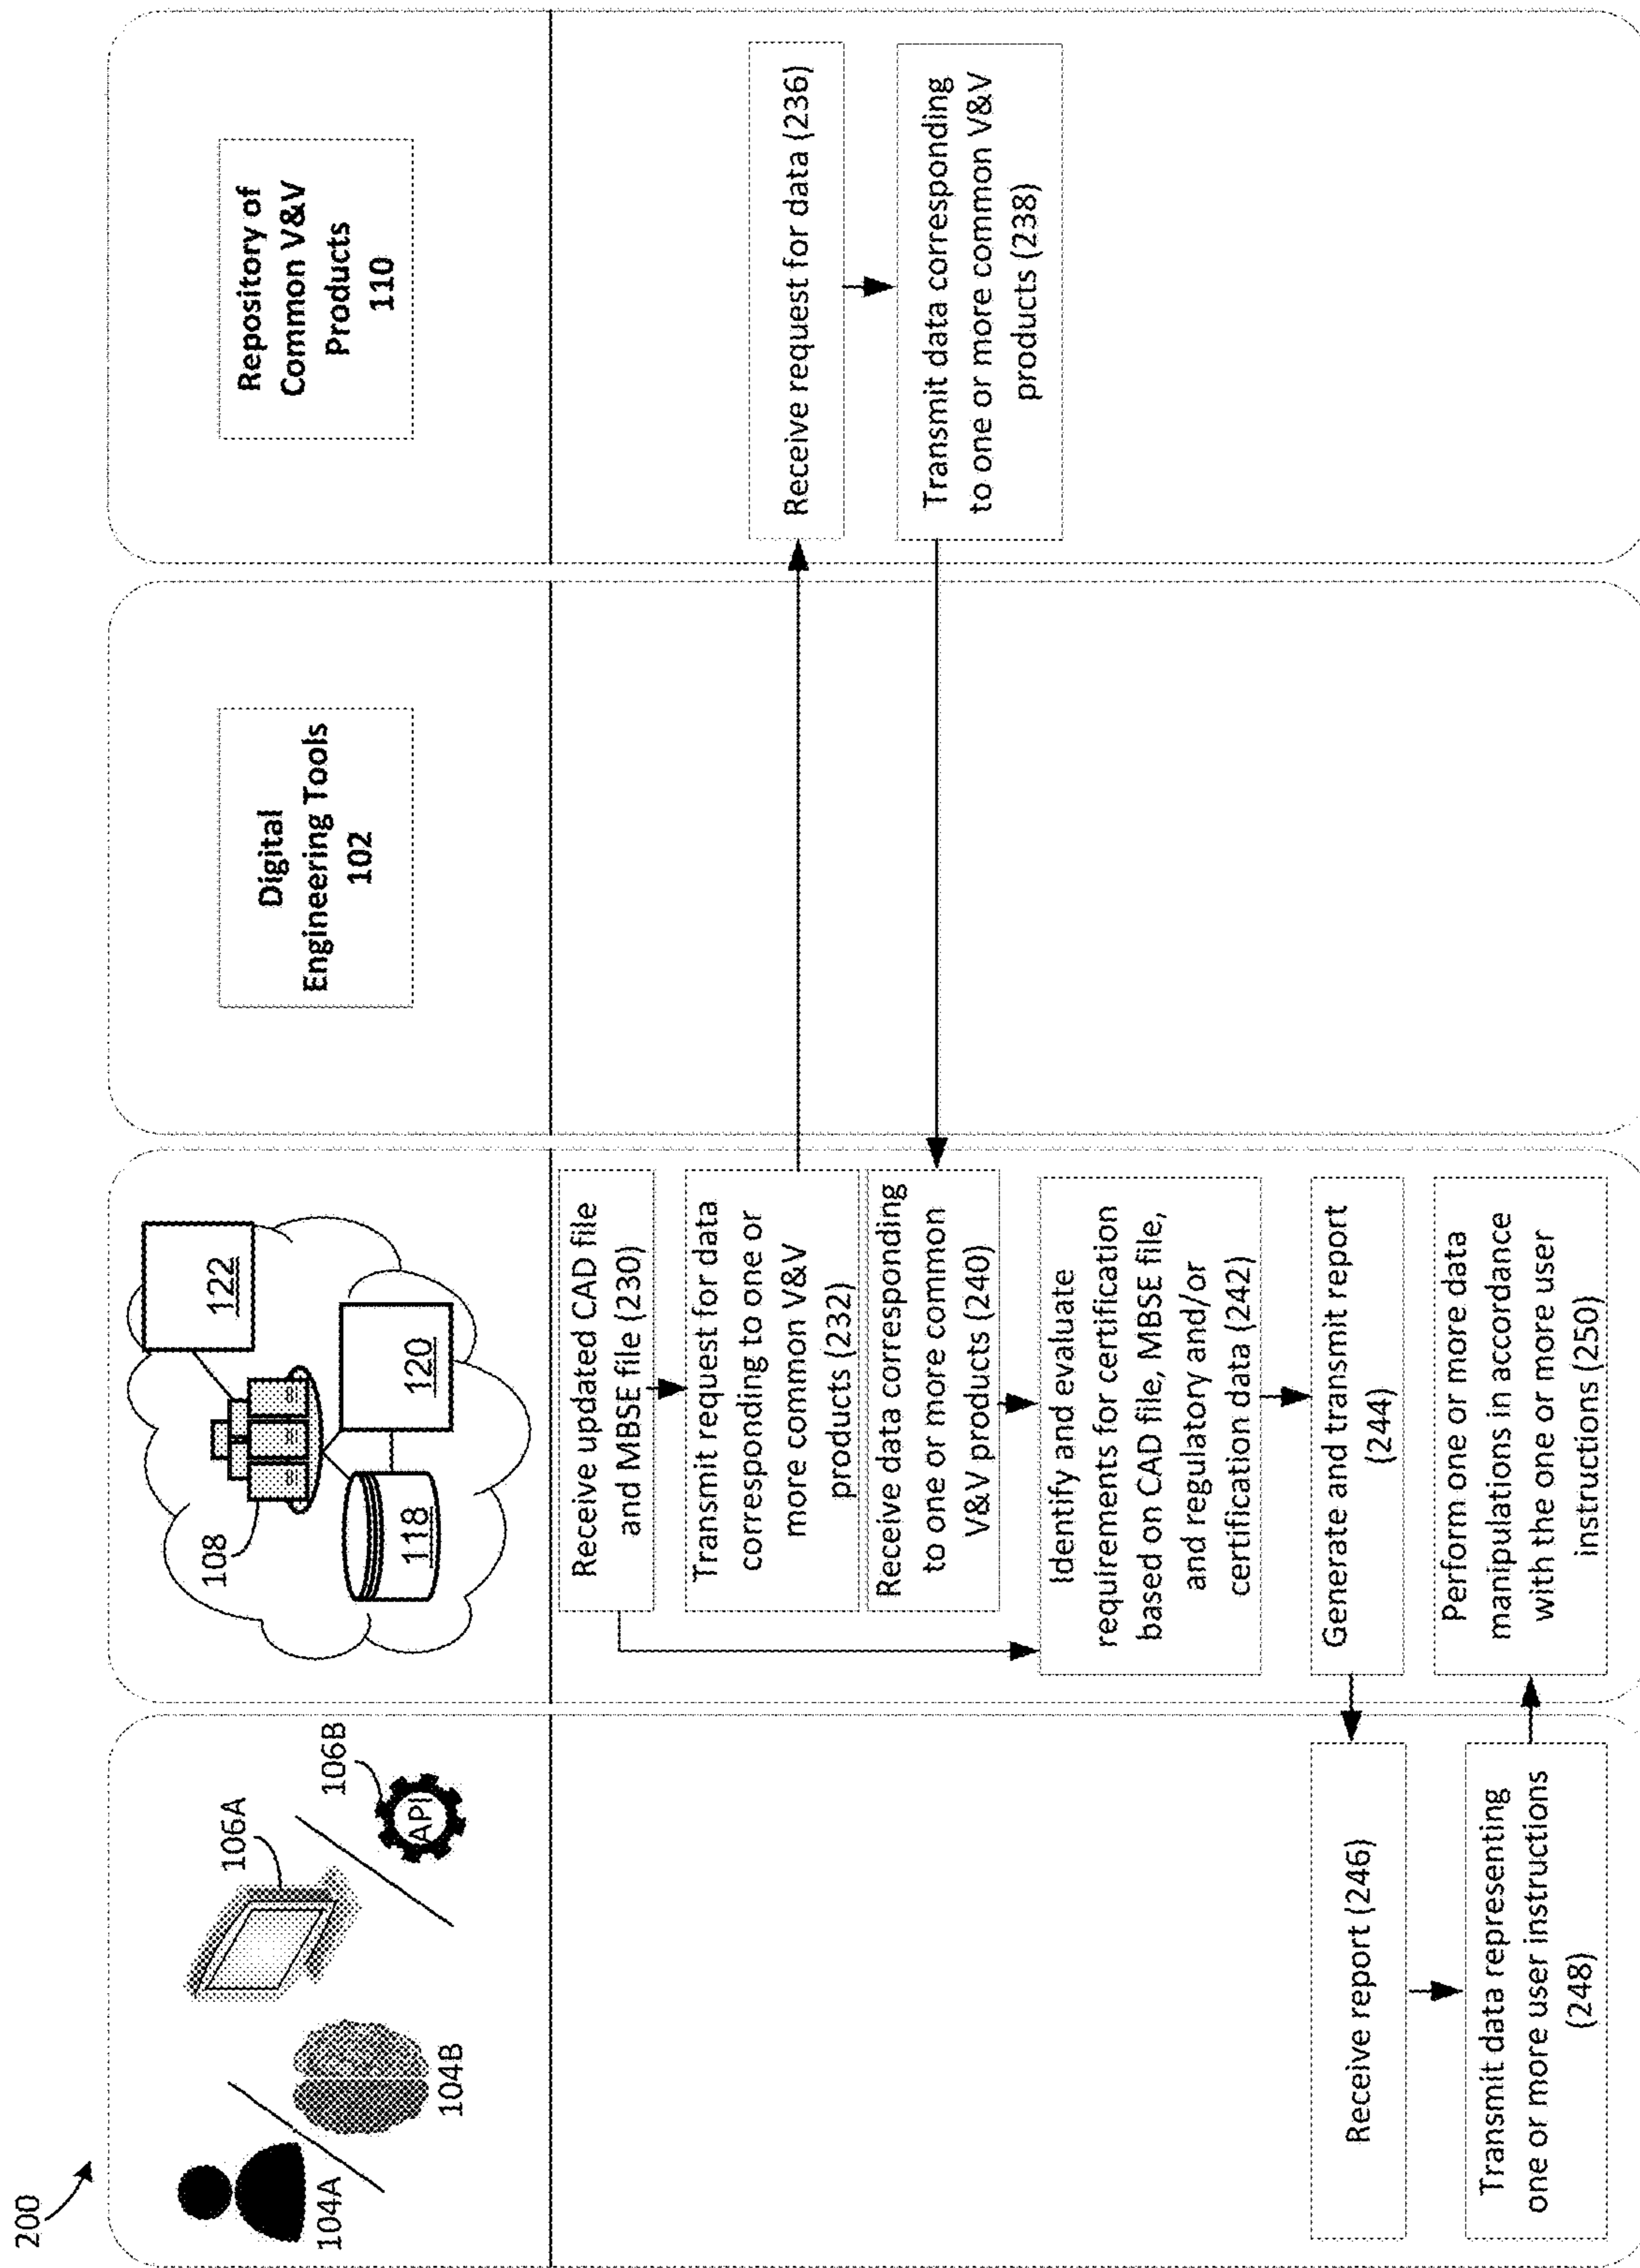 200
104A
104B
106A
106B
API
108
118
120
122
Digital
Engineering Tools
102
Repository of
Common V&V
Products
110
Receive updated CAD file
and MBSE file (230)
Transmit request for data
corresponding to one or
more common V&V
products (232)
Receive request for data (236)
Transmit data corresponding
to one or more common V&V
products (238)
Receive data corresponding
to one or more common
V&V products (240)
Identify and evaluate
requirements for certification
based on CAD file, MBSE file,
and regulatory and/or
certification data (242)
Generate and transmit report
(244)
Receive report (246)
Transmit data representing
one or more user instructions
(248)
Perform one or more data
manipulations in accordance
with the one or more user
instructions (250)